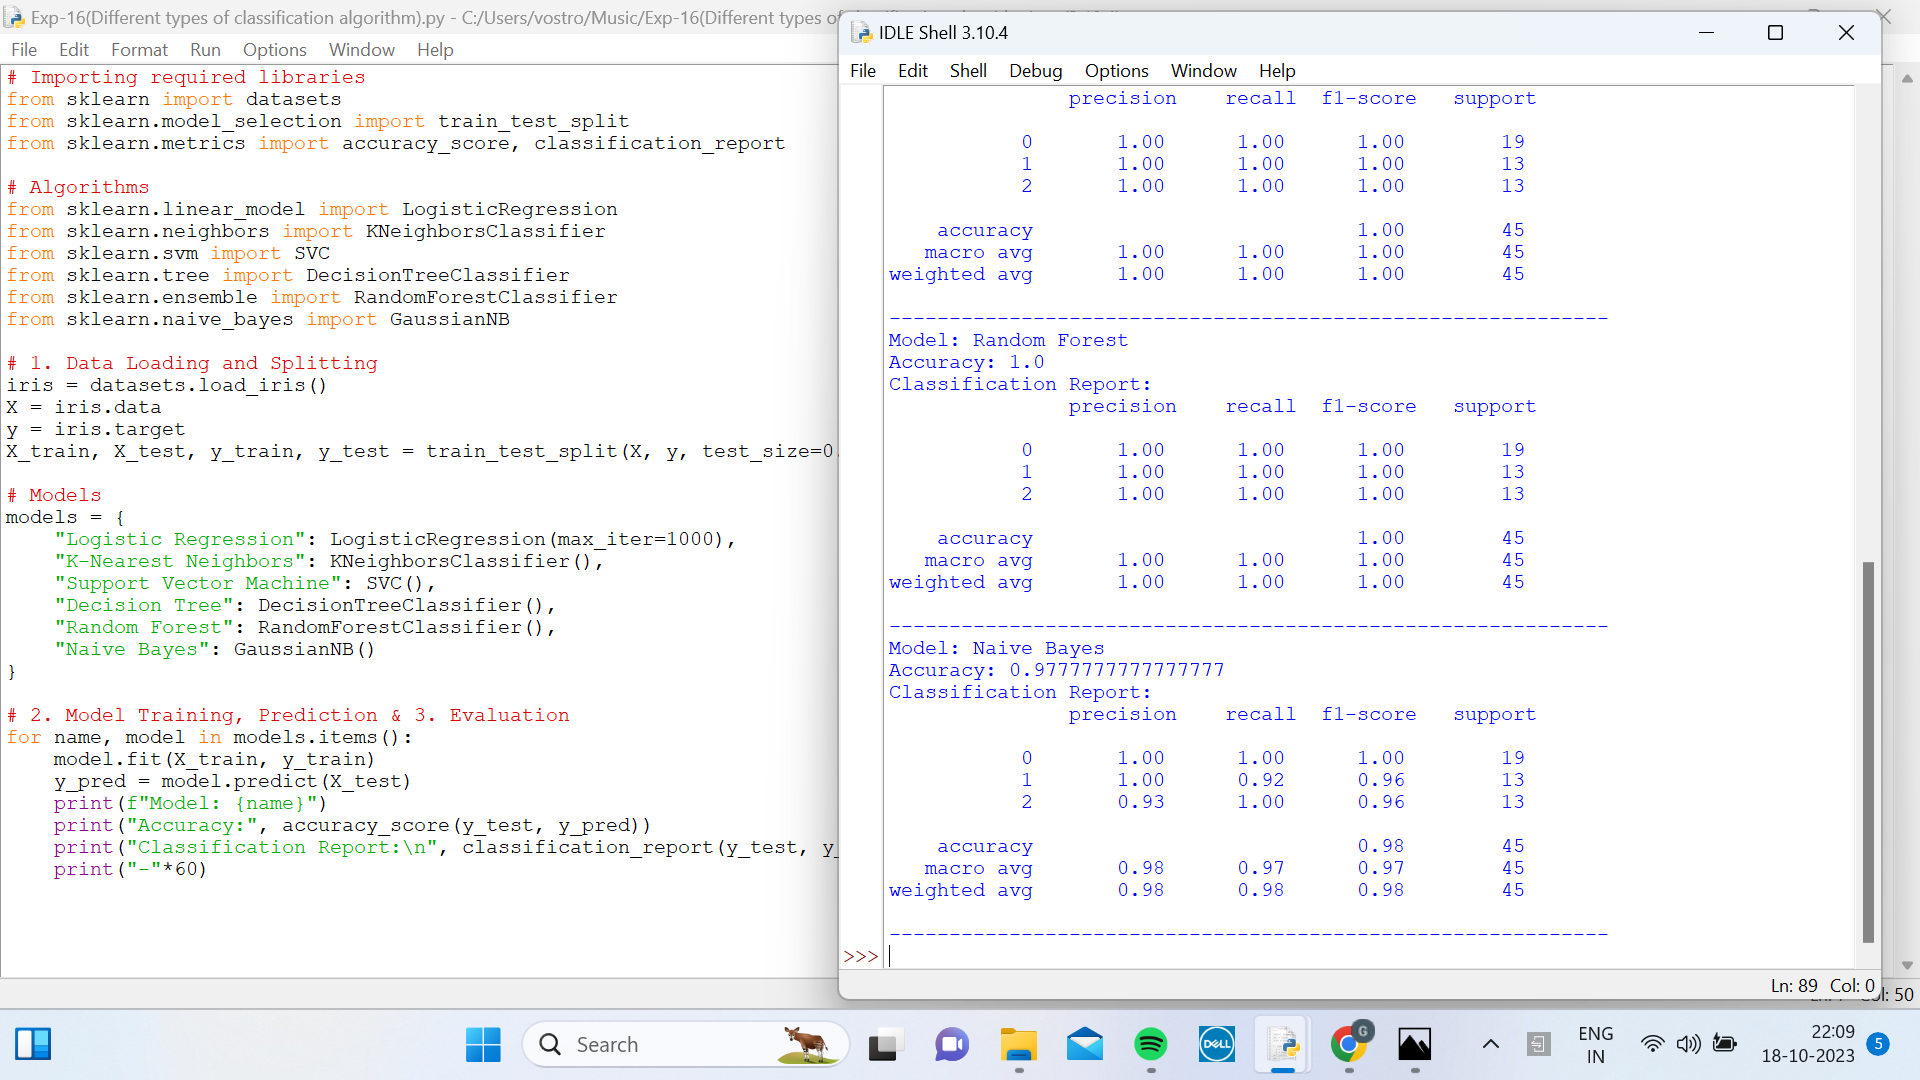 Exp-16(Different types of classification algorithm).py - C:/Users/vostro/Music/Exp-16(Different types of
File Edit Format Run Options Window Help
# Importing required libraries
from sklearn import datasets
from sklearn.model_selection import train_test_split
from sklearn.metrics import accuracy_score, classification_report
# Algorithms
from sklearn.linear_model import LogisticRegression
from sklearn.neighbors import KNeighborsClassifier
from sklearn.svm import SVC
from sklearn.tree import DecisionTreeClassifier
from sklearn.ensemble import RandomForestClassifier
from sklearn.naive_bayes import GaussianNB
# 1. Data Loading and Splitting
iris = datasets.load_iris()
X = iris.data
y = iris.target
X_train, X_test, y_train, y_test = train_test_split(X, y, test_size=0.
# Models
models = {
    "Logistic Regression": LogisticRegression(max_iter=1000),
    "K-Nearest Neighbors": KNeighborsClassifier(),
    "Support Vector Machine": SVC(),
    "Decision Tree": DecisionTreeClassifier(),
    "Random Forest": RandomForestClassifier(),
    "Naive Bayes": GaussianNB()
}
# 2. Model Training, Prediction & 3. Evaluation
for name, model in models.items():
    model.fit(X_train, y_train)
    y_pred = model.predict(X_test)
    print(f"Model: {name}")
    print("Accuracy:", accuracy_score(y_test, y_pred))
    print("Classification Report:\n", classification_report(y_test, y_
    print("-"*60)
IDLE Shell 3.10.4
File Edit Shell Debug Options Window Help
precision recall f1-score support
0 1.00 1.00 1.00 19
1 1.00 1.00 1.00 13
2 1.00 1.00 1.00 13
accuracy 1.00 45
macro avg 1.00 1.00 1.00 45
weighted avg 1.00 1.00 1.00 45
------------------------------------------------------------
Model: Random Forest
Accuracy: 1.0
Classification Report:
precision recall f1-score support
0 1.00 1.00 1.00 19
1 1.00 1.00 1.00 13
2 1.00 1.00 1.00 13
accuracy 1.00 45
macro avg 1.00 1.00 1.00 45
weighted avg 1.00 1.00 1.00 45
------------------------------------------------------------
Model: Naive Bayes
Accuracy: 0.9777777777777777
Classification Report:
precision recall f1-score support
0 1.00 1.00 1.00 19
1 1.00 0.92 0.96 13
2 0.93 1.00 0.96 13
accuracy 0.98 45
macro avg 0.98 0.97 0.97 45
weighted avg 0.98 0.98 0.98 45
------------------------------------------------------------
>>>
Ln: 89 Col: 0
Col: 50
Search
DELL
G
ENG
IN
22:09
18-10-2023
5